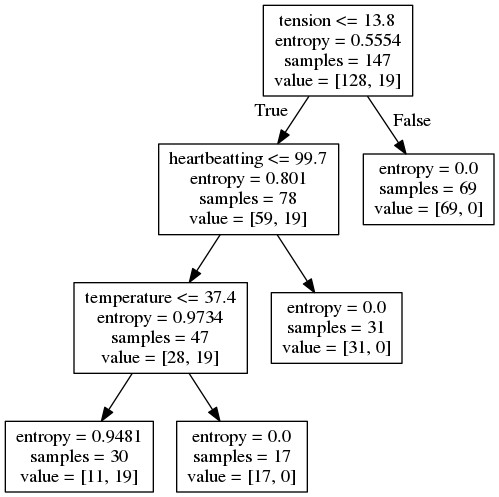 tension <= 13.8
entropy = 0.5554
samples = 147
value = [128, 19]
True
False
heartbeatting <= 99.7
entropy = 0.801
samples = 78
value = [59, 19]
entropy = 0.0
samples = 69
value = [69, 0]
temperature <= 37.4
entropy = 0.9734
samples = 47
value = [28, 19]
entropy = 0.0
samples = 31
value = [31, 0]
entropy = 0.9481
samples = 30
value = [11, 19]
entropy = 0.0
samples = 17
value = [17, 0]